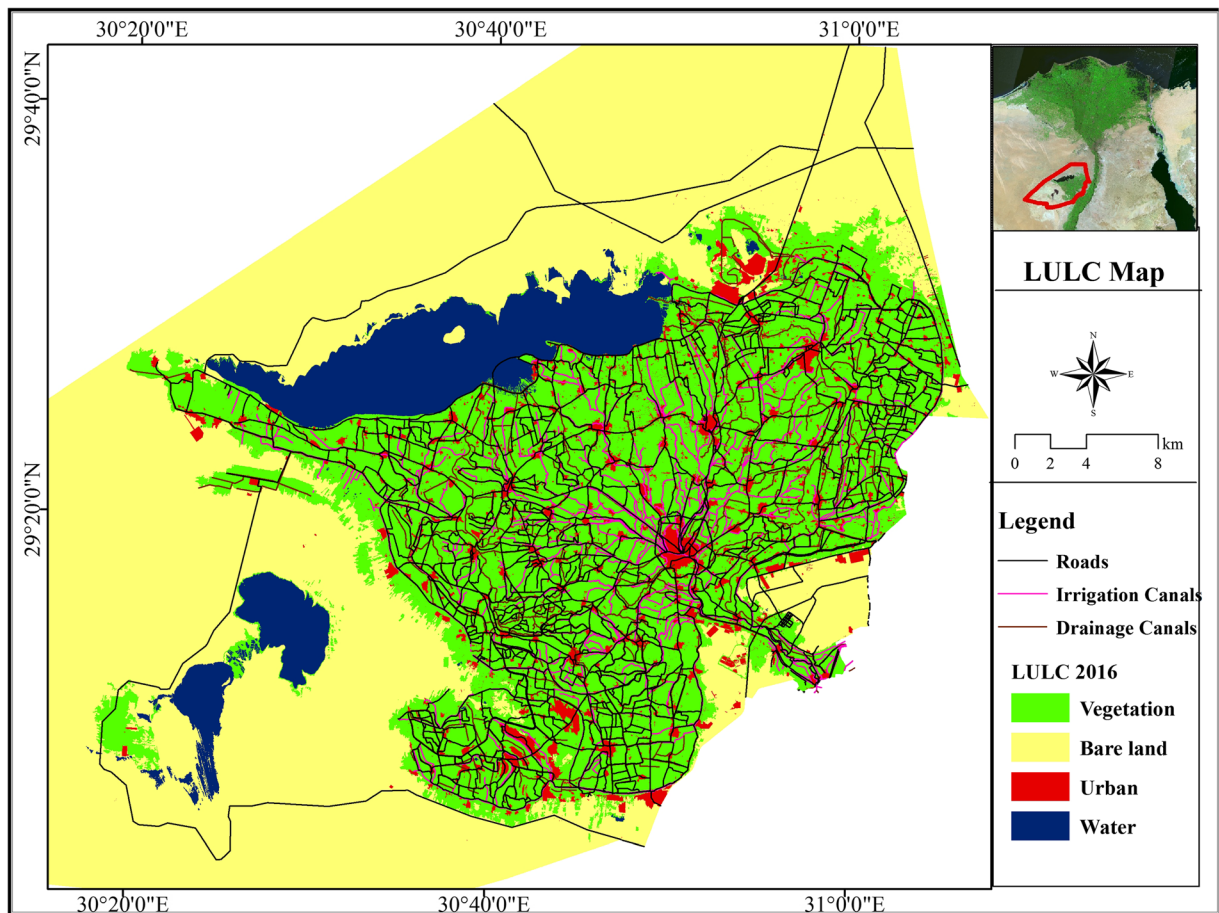 30°20'0"E 30°40'0"E 31°0'0"E
29°40'0"N
29°20'0"N
30°20'0"E 30°40'0"E 31°0'0"E
LULC Map
N
W E
S
km
0 2 4 8
Legend
Roads
Irrigation Canals
Drainage Canals
LULC 2016
Vegetation
Bare land
Urban
Water